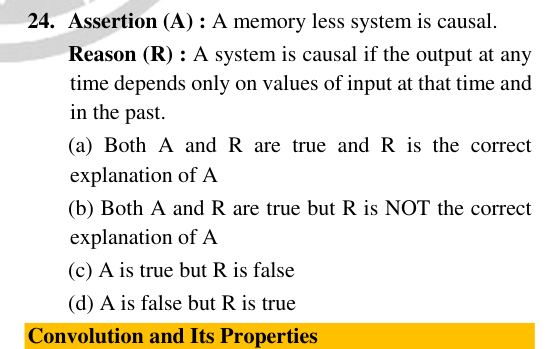 24. Assertion (A) : A memory less system is causal.
Reason (R) : A system is causal if the output at any
time depends only on values of input at that time and
in the past.
(a) Both A and R are true and R is the correct
explanation of A
(b) Both A and R are true but R is NOT the correct
explanation of A
(c) A is true but R is false
(d) A is false but R is true
Convolution and Its Properties